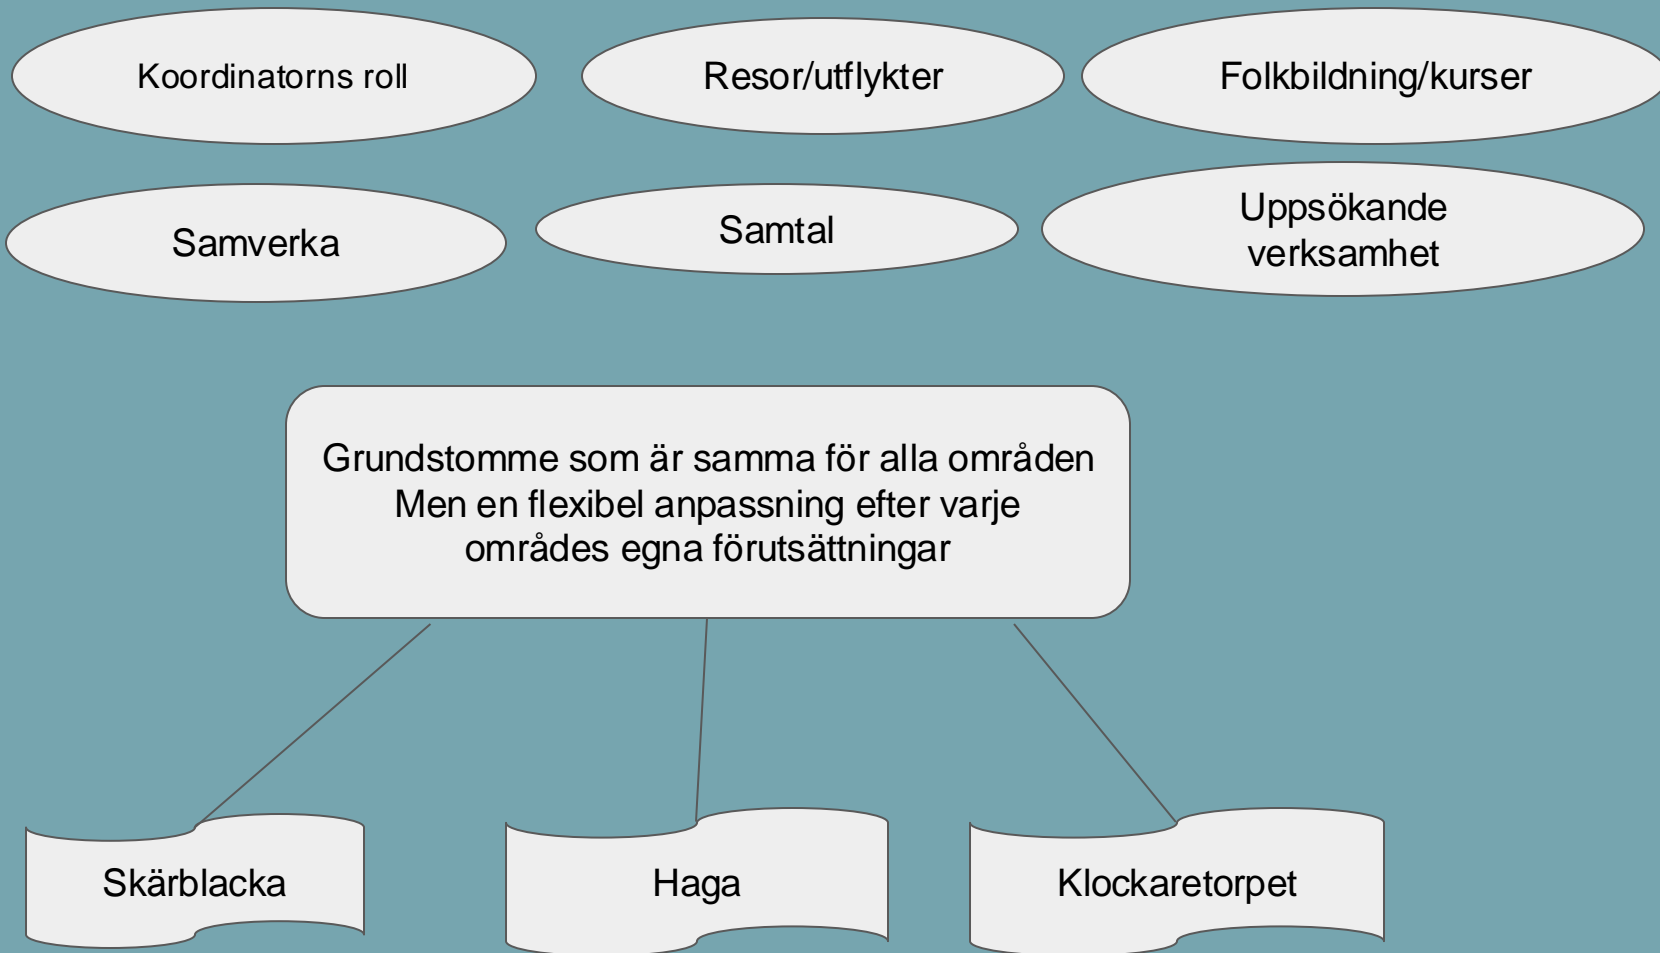 Koordinatorns roll
Resor/utflykter
Folkbildning/kurser
Samverka
Samtal
Uppsökande
verksamhet
Grundstomme som är samma för alla områden
Men en flexibel anpassning efter varje
områdes egna förutsättningar
Skärblacka
Haga
Klockaretorpet